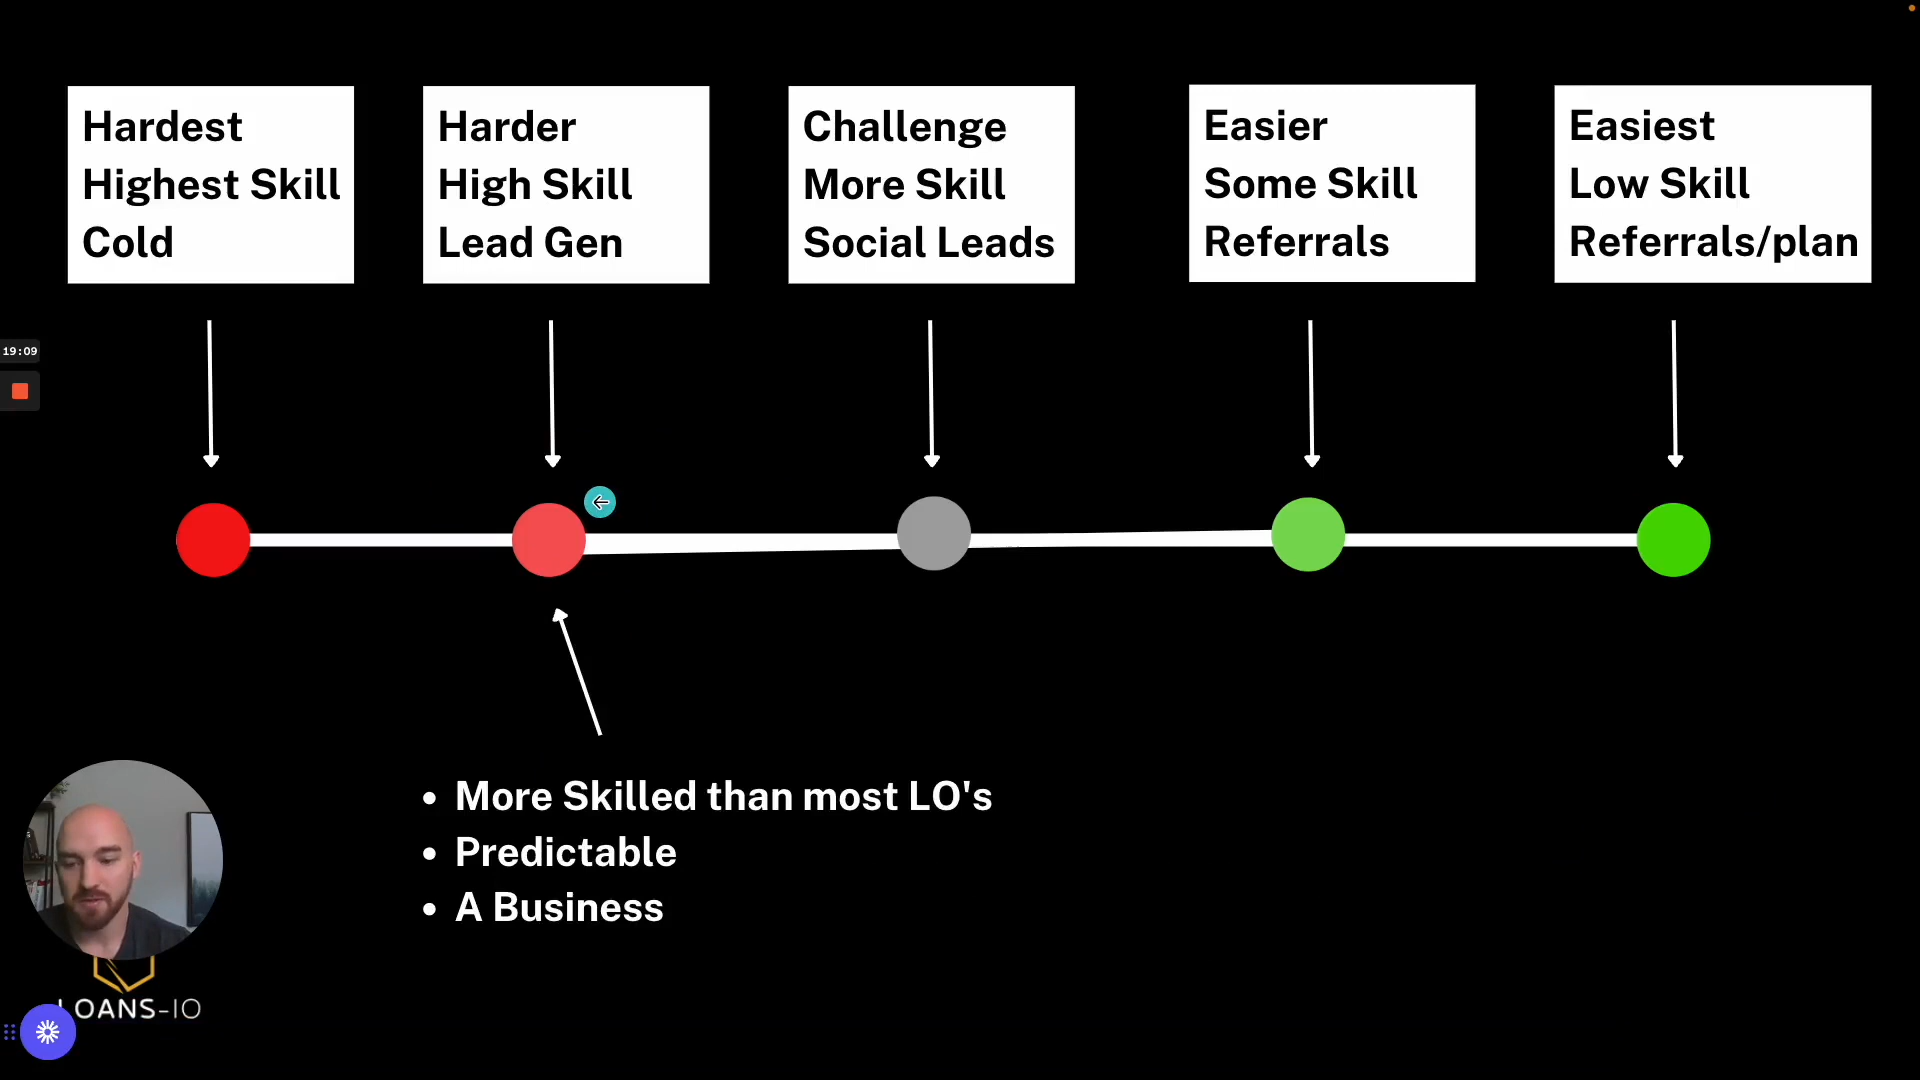 Hardest
Highest Skill
Cold
Harder
High Skill
Lead Gen
Challenge
More Skill
Social Leads
Easier
Some Skill
Referrals
Easiest
Low Skill
Referrals/plan
19:09
• More Skilled than most LO's
• Predictable
• A Business
LOANS-IO